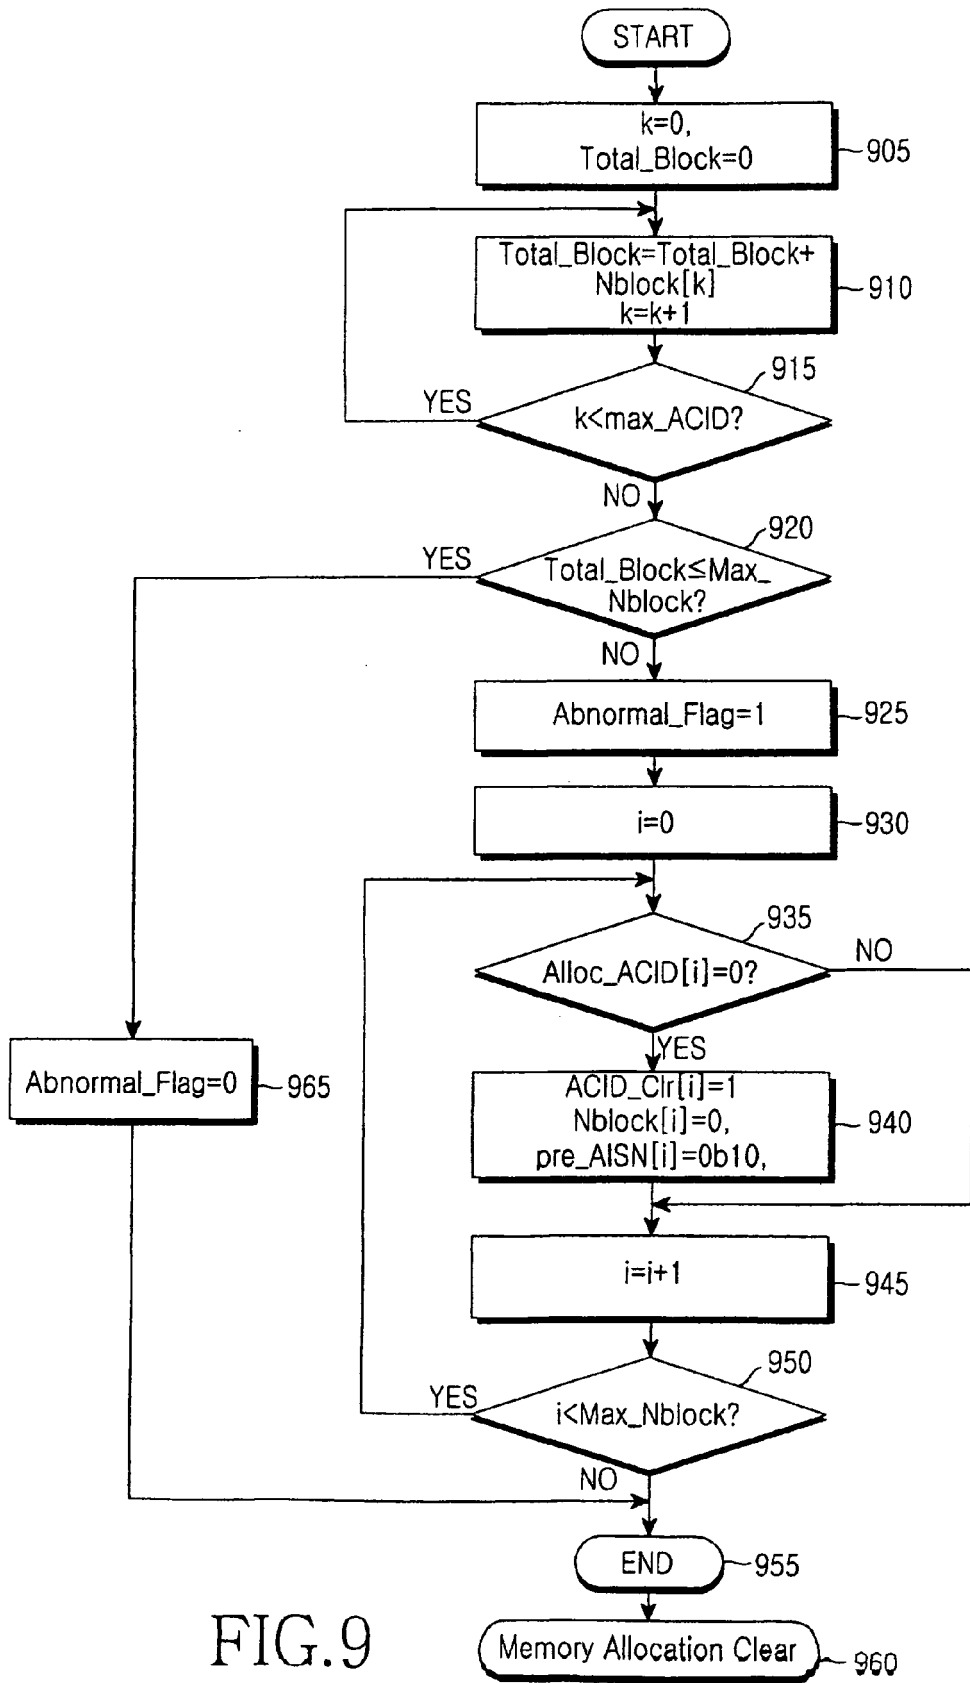 START
k=0,
Total_Block=0
905
Total_Block=Total_Block+
Nblock[k]
k=k+1
910
915
YES
k<max_ACID?
NO
920
YES
Total_Block≤Max_
Nblock?
NO
Abnormal_Flag=1
925
i=0
930
935
NO
Alloc_ACID[i]=0?
YES
Abnormal_Flag=0
965
ACID_Clr[i]=1
Nblock[i]=0,
pre_AISN[i]=0b10,
940
i=i+1
945
950
YES
i<Max_Nblock?
NO
END
955
FIG.9
Memory Allocation Clear
960